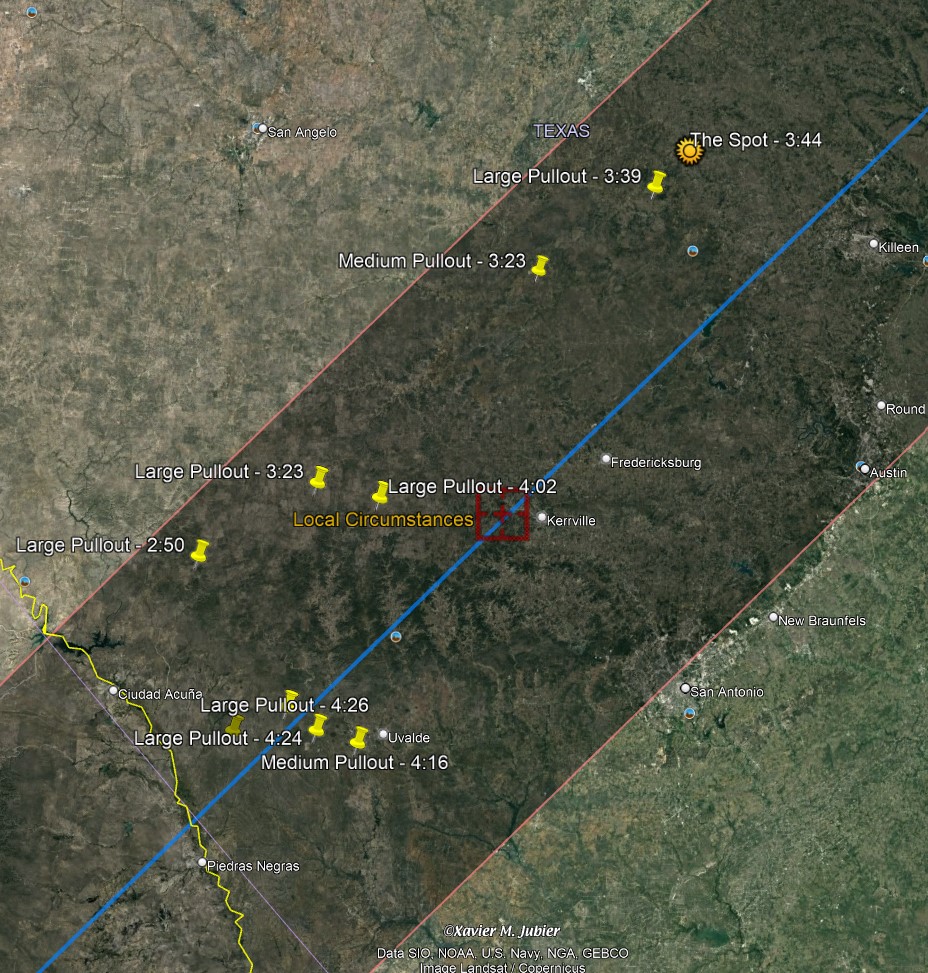 San Angelo
TEXAS
The Spot - 3:44
Large Pullout - 3:39
Killeen
Medium Pullout - 3:23
Round
Fredericksburg
Large Pullout - 3:23
Austin
Large Pullout - 4:02
Local Circumstances
Kerrville
Large Pullout - 2:50
New Braunfels
Ciudad Acuña
San Antonio
Large Pullout - 4:26
Large Pullout - 4:24
Uvalde
Medium Pullout - 4:16
Piedras Negras
©Xavier M. Jubier
Data SIO, NOAA, U.S. Navy, NGA, GEBCO
Image Landsat / Copernicus